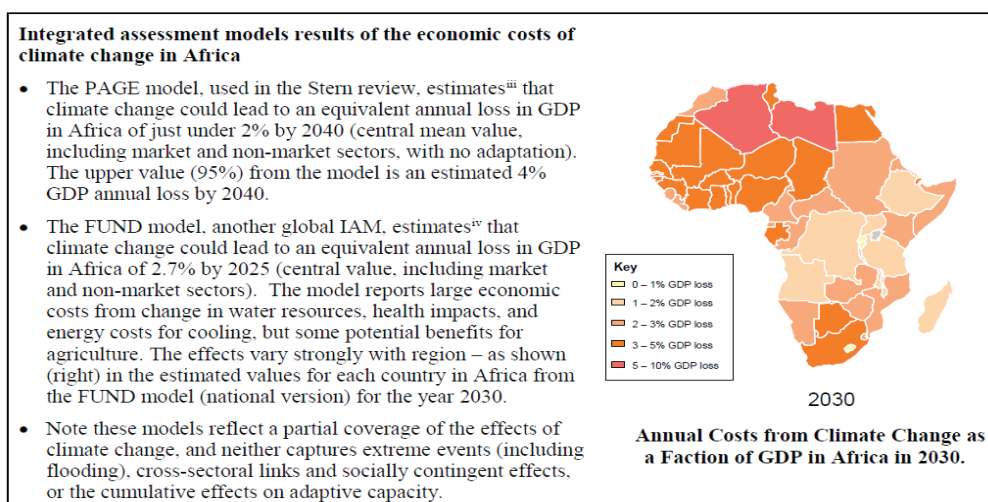 Integrated assessment models results of the economic costs of
climate change in Africa
• The PAGE model, used in the Stern review, estimatesⁱⁱⁱ that
climate change could lead to an equivalent annual loss in GDP
in Africa of just under 2% by 2040 (central mean value,
including market and non-market sectors, with no adaptation).
The upper value (95%) from the model is an estimated 4%
GDP annual loss by 2040.
• The FUND model, another global IAM, estimatesⁱᵛ that
climate change could lead to an equivalent annual loss in GDP
in Africa of 2.7% by 2025 (central value, including market
and non-market sectors). The model reports large economic
costs from change in water resources, health impacts, and
energy costs for cooling, but some potential benefits for
agriculture. The effects vary strongly with region – as shown
(right) in the estimated values for each country in Africa from
the FUND model (national version) for the year 2030.
• Note these models reflect a partial coverage of the effects of
climate change, and neither captures extreme events (including
flooding), cross-sectoral links and socially contingent effects,
or the cumulative effects on adaptive capacity.
Key
0 – 1% GDP loss
1 – 2% GDP loss
2 – 3% GDP loss
3 – 5% GDP loss
5 – 10% GDP loss
2030
Annual Costs from Climate Change as
a Faction of GDP in Africa in 2030.